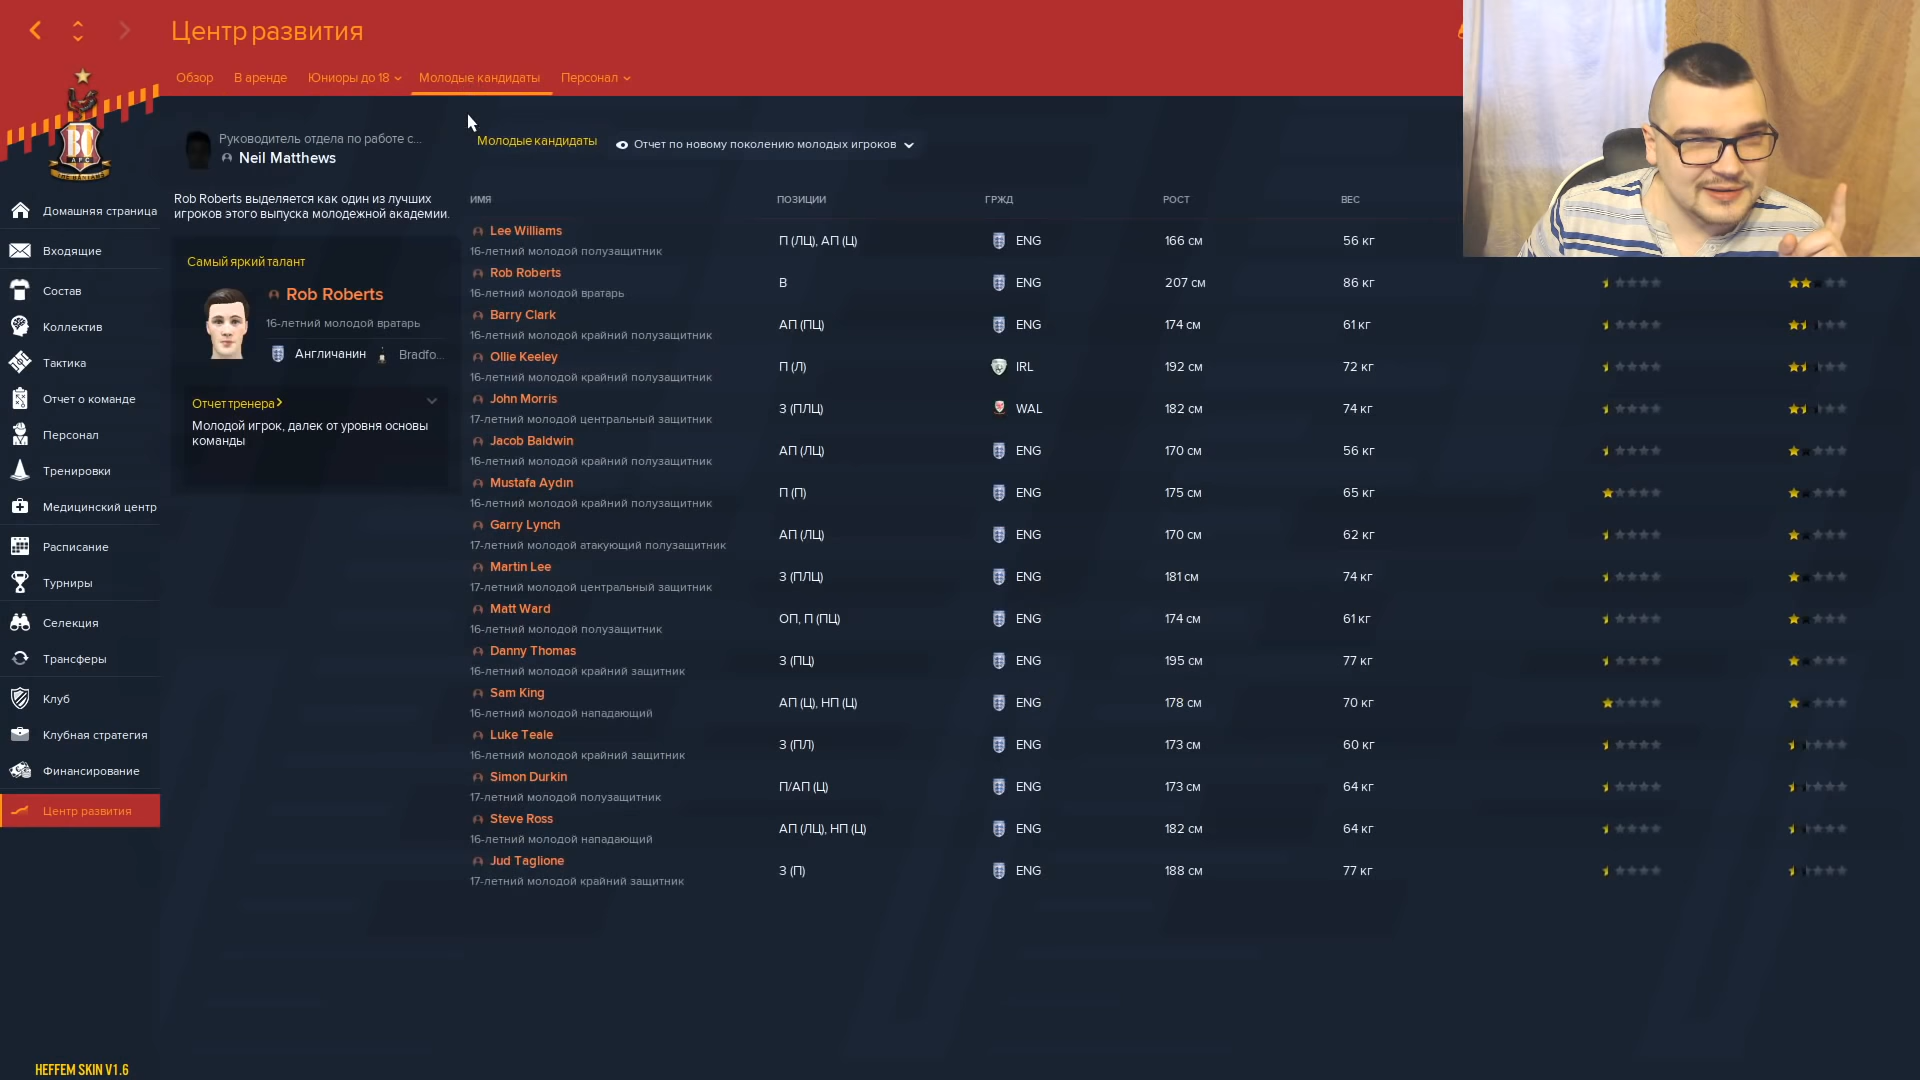 Центр развития
Обзор
В аренде
Юниоры до 18
Молодые кандидаты
Персонал
Руководитель отдела по работе с...
Neil Matthews
Rob Roberts выделяется как один из лучших
игроков этого выпуска молодежной академии.
Самый яркий талант
Rob Roberts
16-летний молодой вратарь
Англичанин
Bradfo...
Отчет тренера
Молодой игрок, далек от уровня основы
команды
Домашняя страница
Входящие
Состав
Коллектив
Тактика
Отчет о команде
Персонал
Тренировки
Медицинский центр
Расписание
Турниры
Селекция
Трансферы
Клуб
Клубная стратегия
Финансирование
Центр развития
HEFFEM SKIN V1.6
BC
AFC
Молодые кандидаты
Отчет по новому поколению молодых игроков
ИМЯ ПОЗИЦИИ ГРЖД РОСТ ВЕС
Lee Williams
16-летний молодой полузащитник
П (ЛЦ), АП (Ц) ENG 166 см 56 кг
Rob Roberts
16-летний молодой вратарь
В ENG 207 см 86 кг
Barry Clark
16-летний молодой крайний полузащитник
АП (ПЦ) ENG 174 см 61 кг
Ollie Keeley
16-летний молодой крайний полузащитник
П (Л) IRL 192 см 72 кг
John Morris
17-летний молодой центральный защитник
З (ПЛЦ) WAL 182 см 74 кг
Jacob Baldwin
16-летний молодой крайний полузащитник
АП (ЛЦ) ENG 170 см 56 кг
Mustafa Aydın
16-летний молодой крайний полузащитник
П (П) ENG 175 см 65 кг
Garry Lynch
17-летний молодой атакующий полузащитник
АП (ЛЦ) ENG 170 см 62 кг
Martin Lee
17-летний молодой центральный защитник
З (ПЛЦ) ENG 181 см 74 кг
Matt Ward
16-летний молодой полузащитник
ОП, П (ПЦ) ENG 174 см 61 кг
Danny Thomas
16-летний молодой крайний защитник
З (ПЦ) ENG 195 см 77 кг
Sam King
16-летний молодой нападающий
АП (Ц), НП (Ц) ENG 178 см 70 кг
Luke Teale
16-летний молодой крайний защитник
З (ПЛ) ENG 173 см 60 кг
Simon Durkin
17-летний молодой полузащитник
П/АП (Ц) ENG 173 см 64 кг
Steve Ross
16-летний молодой нападающий
АП (ЛЦ), НП (Ц) ENG 182 см 64 кг
Jud Taglione
17-летний молодой крайний защитник
З (П) ENG 188 см 77 кг